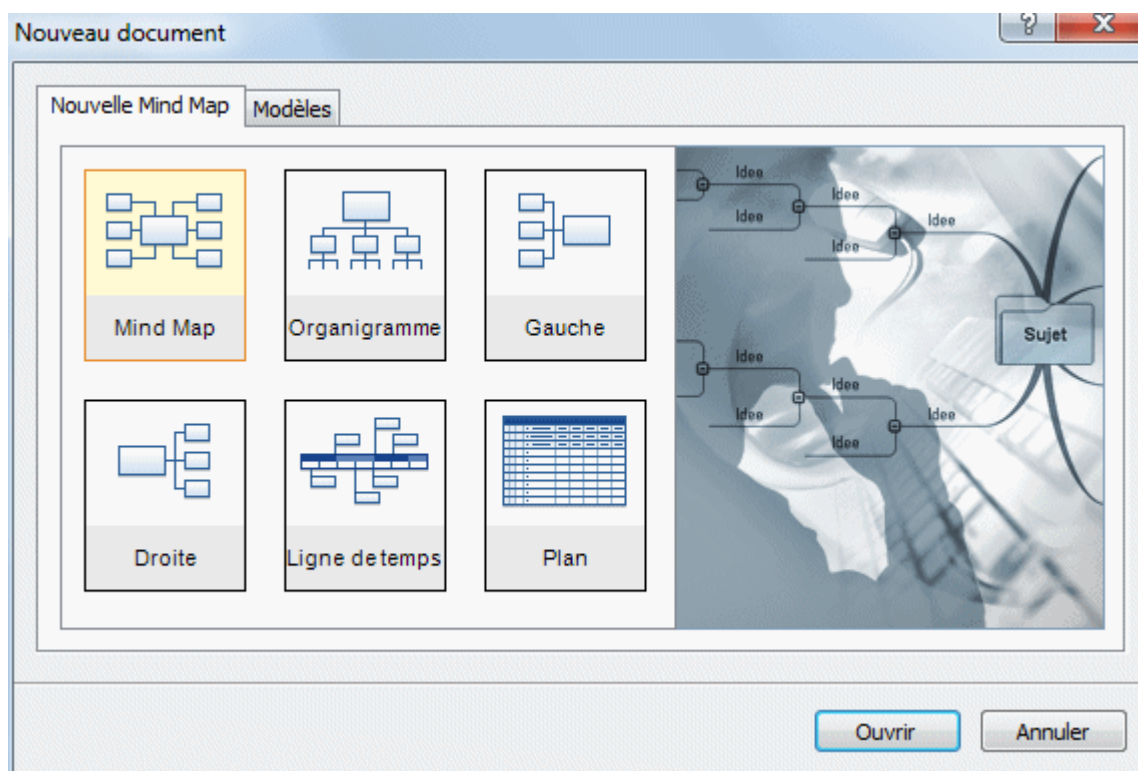 Nouveau document
Nouvelle Mind Map
Modèles
Mind Map
Organigramme
Gauche
Droite
Ligne de temps
Plan
Idee
Idee
Idee
Idee
Idee
Sujet
Idee
Idee
Idee
Idee
Idee
Ouvrir
Annuler